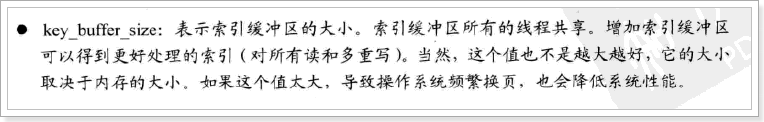 ● key_buffer_size：表示索引缓冲区的大小。索引缓冲区所有的线程共享。增加索引缓冲区
可以得到更好处理的索引（对所有读和多重写）。当然，这个值也不是越大越好，它的大小
取决于内存的大小。如果这个值太大，导致操作系统频繁换页，也会降低系统性能。